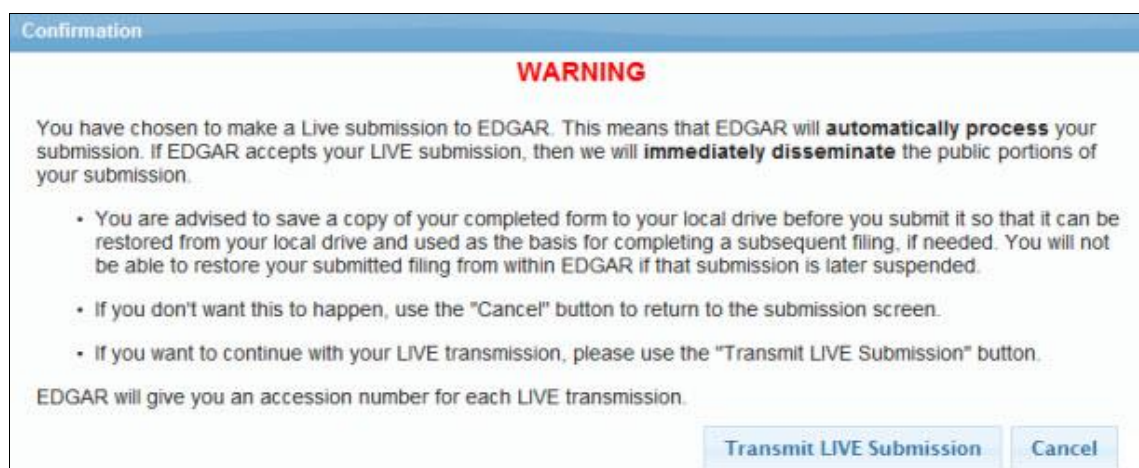 Confirmation
WARNING
You have chosen to make a Live submission to EDGAR. This means that EDGAR will automatically process your
submission. If EDGAR accepts your LIVE submission, then we will immediately disseminate the public portions of
your submission.
• You are advised to save a copy of your completed form to your local drive before you submit it so that it can be
restored from your local drive and used as the basis for completing a subsequent filing, if needed. You will not
be able to restore your submitted filing from within EDGAR if that submission is later suspended.
• If you don't want this to happen, use the "Cancel" button to return to the submission screen.
• If you want to continue with your LIVE transmission, please use the "Transmit LIVE Submission" button.
EDGAR will give you an accession number for each LIVE transmission.
Transmit LIVE Submission Cancel